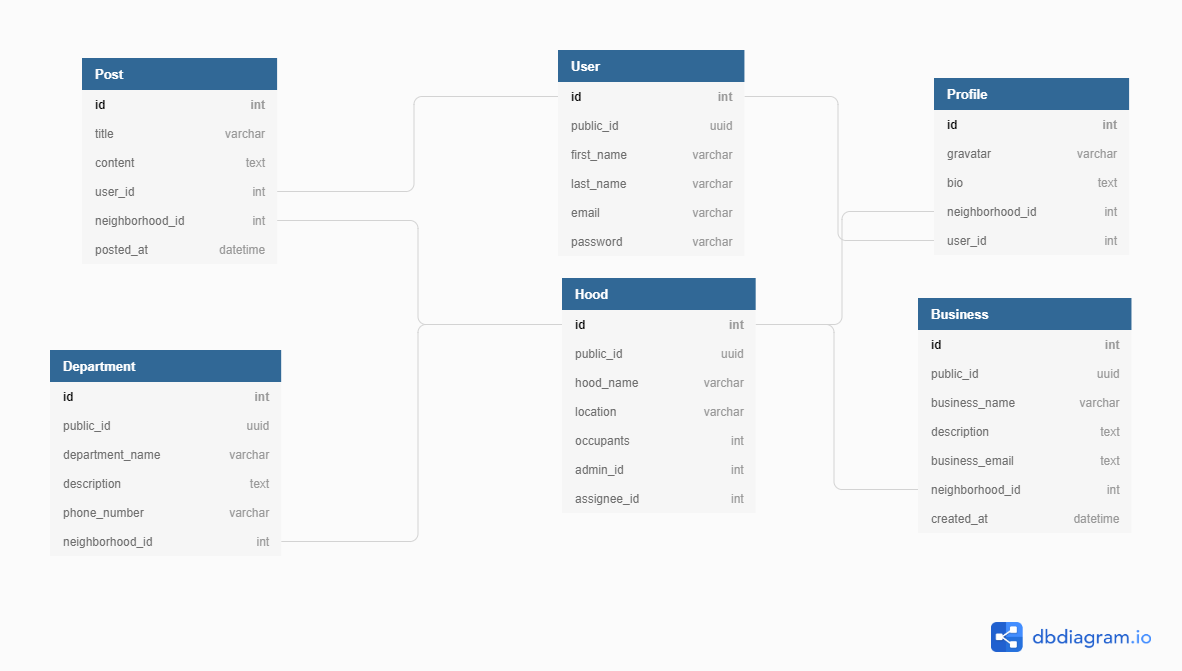 Post
id int
title varchar
content text
user_id int
neighborhood_id int
posted_at datetime
User
id int
public_id uuid
first_name varchar
last_name varchar
email varchar
password varchar
Profile
id int
gravatar varchar
bio text
neighborhood_id int
user_id int
Department
id int
public_id uuid
department_name varchar
description text
phone_number varchar
neighborhood_id int
Hood
id int
public_id uuid
hood_name varchar
location varchar
occupants int
admin_id int
assignee_id int
Business
id int
public_id uuid
business_name varchar
description text
business_email text
neighborhood_id int
created_at datetime
dbdiagram.io